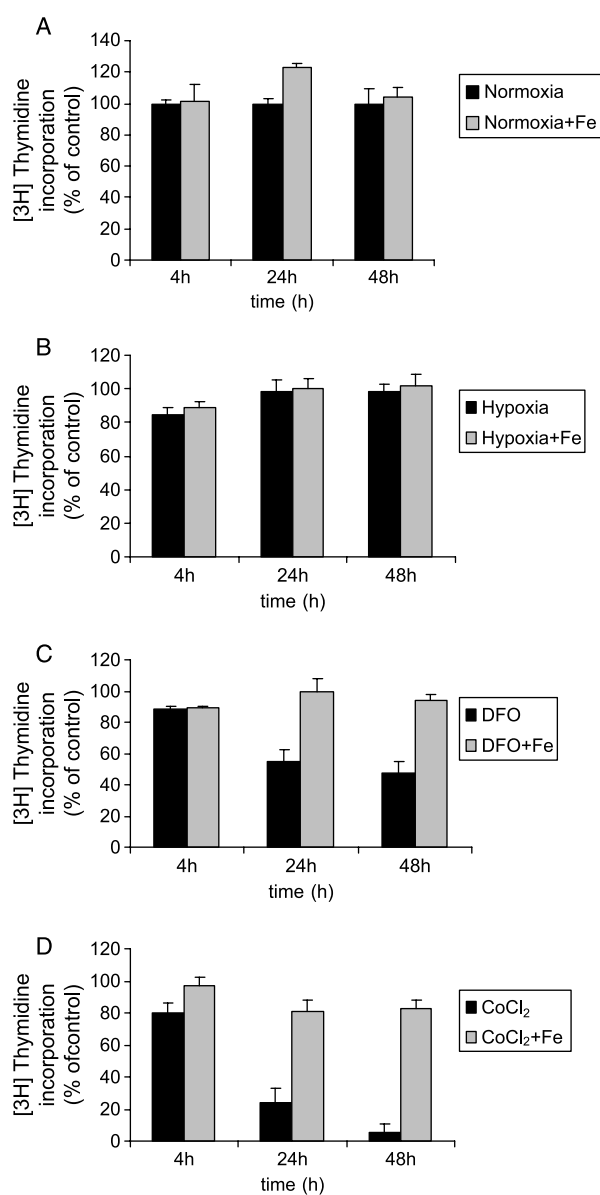 A
[3H] Thymidine
incorporation
(% of control)
140
120
100
80
60
40
20
0
4h 24h 48h
time (h)
Normoxia
Normoxia+Fe
B
[3H] Thymidine
incorporation
(% of control)
120
100
80
60
40
20
0
4h 24h 48h
time (h)
Hypoxia
Hypoxia+Fe
C
[3H] Thymidine
incorporation
(% of control)
120
100
80
60
40
20
0
4h 24h 48h
time (h)
DFO
DFO+Fe
D
[3H] Thymidine
incorporation
(% ofcontrol)
120
100
80
60
40
20
0
4h 24h 48h
time (h)
CoCl₂
CoCl₂+Fe